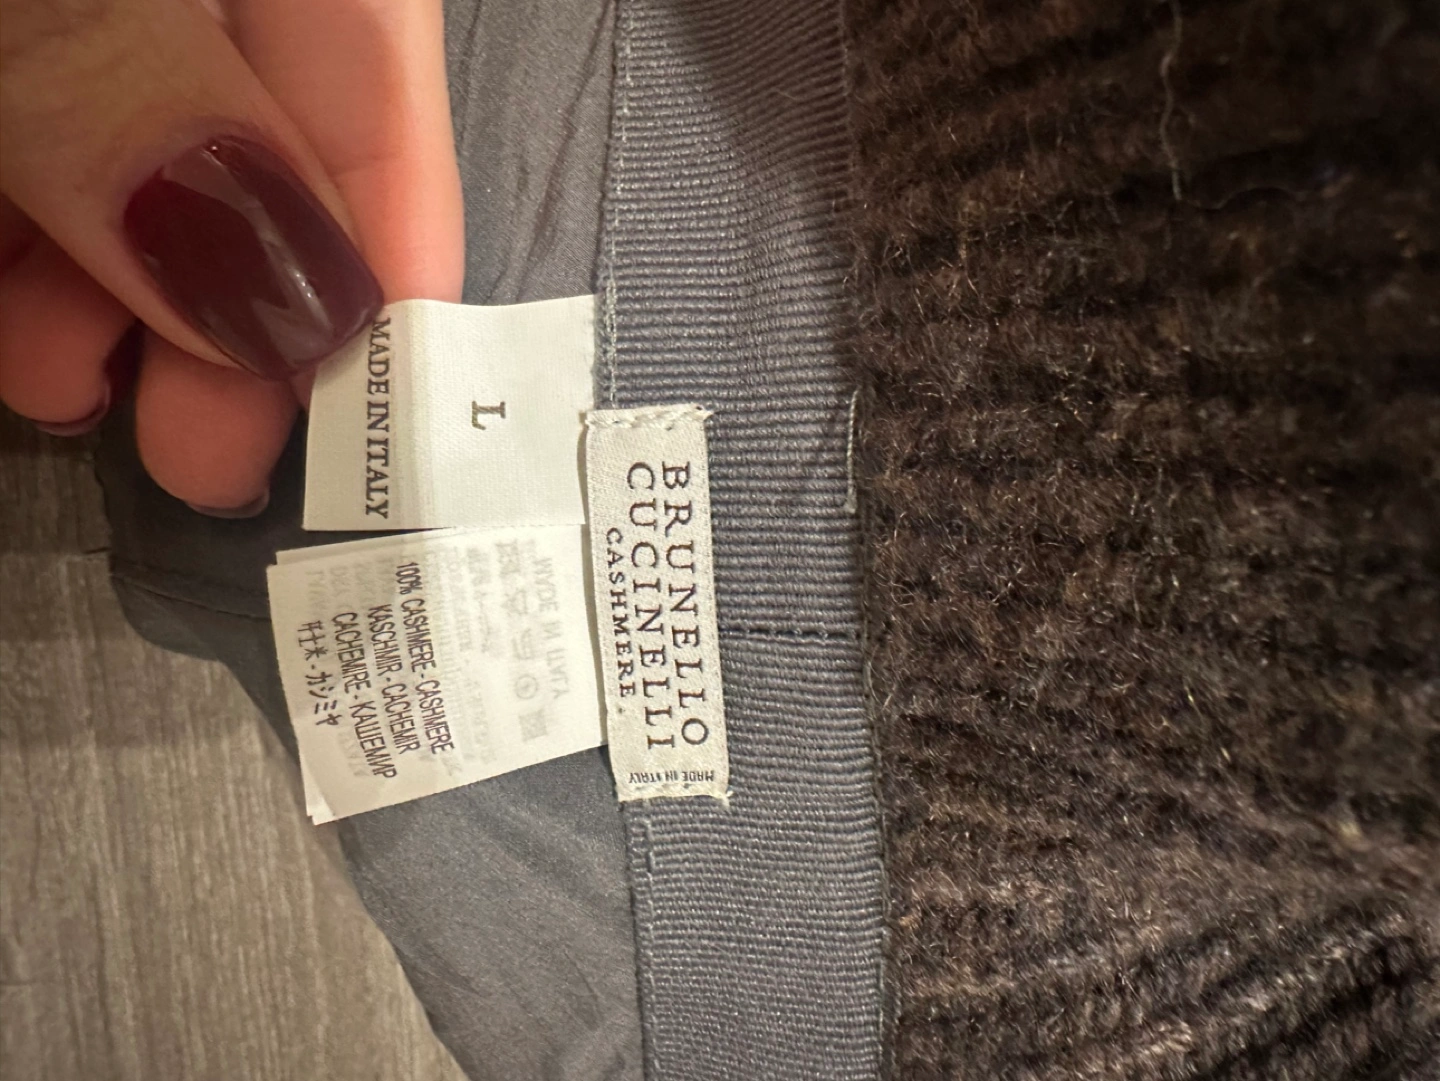 BRUNELLO
CUCINELLI
CASHMERE
MADE IN ITALY
L
MADE IN ITALY
100% CASHMERE - CASHMERE
KASCHMIR - CACHEMIR
CACHEMIRE - КАШЕМИР
カシミヤ